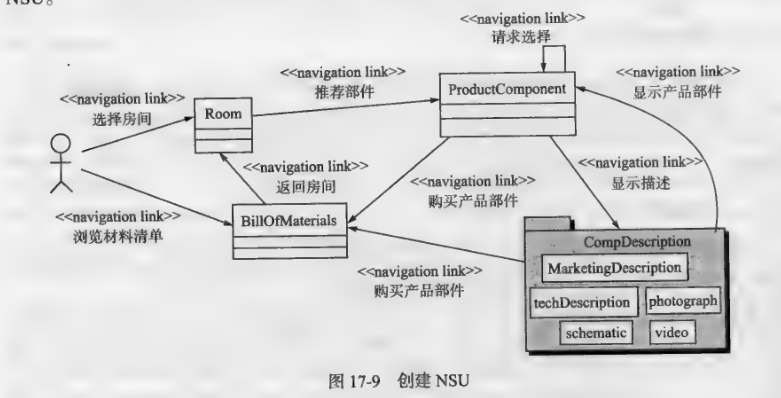 NSU。
<<navigation link>>
请求选择
<<navigation link>>
选择房间
Room
<<navigation link>>
推荐部件
ProductComponent
<<navigation link>>
显示产品部件
<<navigation link>>
返回房间
<<navigation link>>
购买产品部件
<<navigation link>>
显示描述
<<navigation link>>
浏览材料清单
BillOfMaterials
<<navigation link>>
购买产品部件
CompDescription
MarketingDescription
techDescription
photograph
schematic
video
图 17-9 创建 NSU